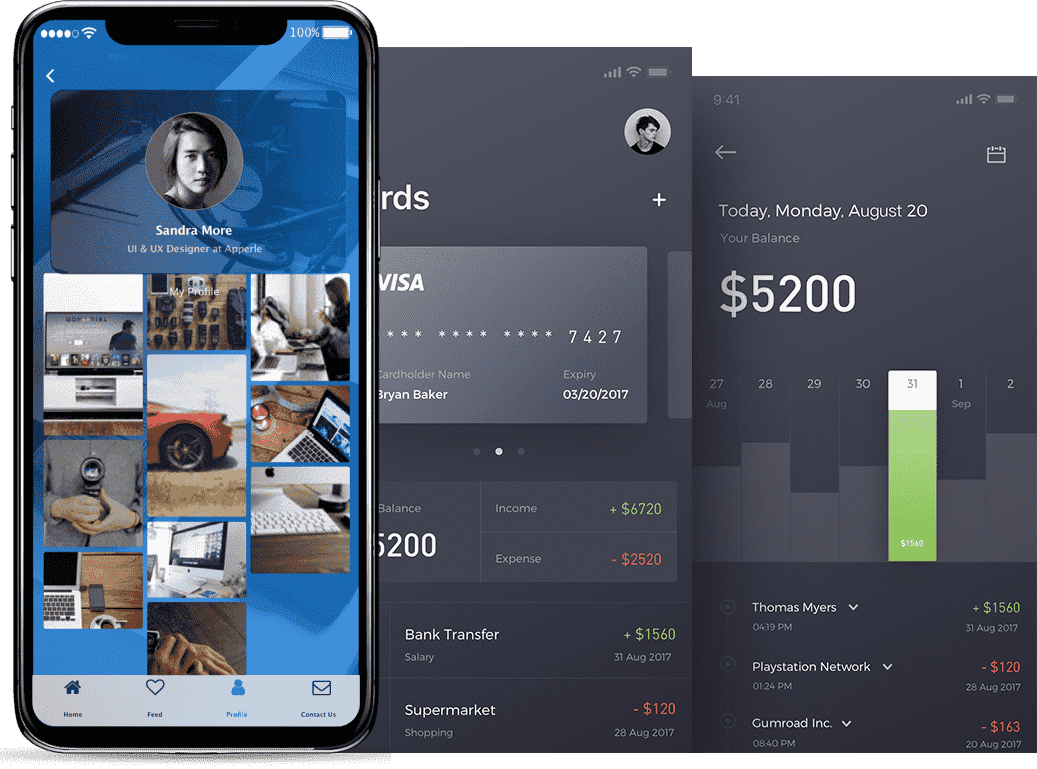 100%
Sandra More
UI & UX Designer at Apperle
My Profile
GONE GIRL
Home
Feed
Profile
Contact Us
rds
+
VISA
* * * * * * * * * * * 7427
Cardholder Name
Expiry
Bryan Baker
03/20/2017
Balance
5200
Income
+ $6720
Expense
- $2520
Bank Transfer
+ $1560
Salary
31 Aug 2017
Supermarket
- $120
Shopping
28 Aug 2017
9:41
Today, Monday, August 20
Your Balance
$5200
27
28
29
30
31
1
2
Aug
Sep
$1560
Thomas Myers
+ $1560
04:19 PM
31 Aug 2017
Playstation Network
- $120
01:24 PM
28 Aug 2017
Gumroad Inc.
- $163
08:40 PM
20 Aug 2017